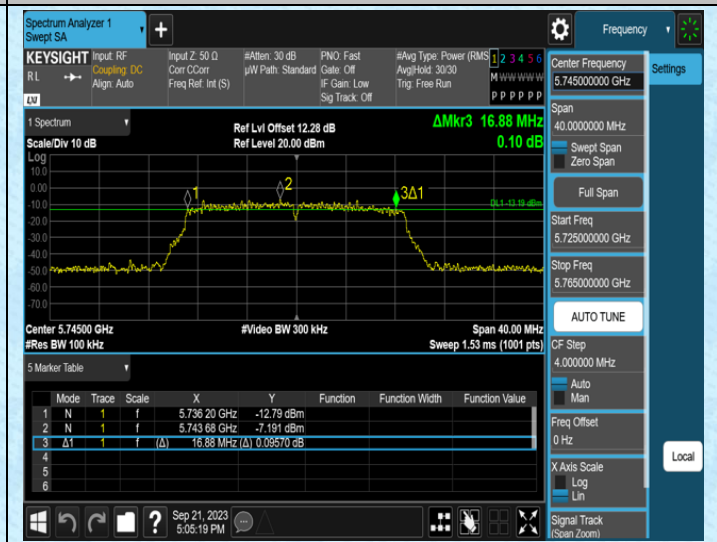 Spectrum Analyzer 1
Swept SA
+
Frequency
KEYSIGHT
RL
LXI
Input: RF
Coupling: DC
Align: Auto
Input Z: 50 Ω
Corr CCorr
Freq Ref: Int (S)
#Atten: 30 dB
µW Path: Standard
PNO: Fast
Gate: Off
IF Gain: Low
Sig Track: Off
#Avg Type: Power (RMS
Avg|Hold: 30/30
Trig: Free Run
1 2 3 4 5 6
M W W W W W
P P P P P P
1 Spectrum
Scale/Div 10 dB
Ref Lvl Offset 12.28 dB
Ref Level 20.00 dBm
ΔMkr3 16.88 MHz
0.10 dB
Log
10.0
0.00
-10.0
-20.0
-30.0
-40.0
-50.0
-60.0
-70.0
1
2
3Δ1
DL1 -13.19 dBm
Center 5.74500 GHz
#Res BW 100 kHz
#Video BW 300 kHz
Span 40.00 MHz
Sweep 1.53 ms (1001 pts)
5 Marker Table
Mode Trace Scale X Y Function Function Width Function Value
1 N 1 f 5.736 20 GHz -12.79 dBm
2 N 1 f 5.743 68 GHz -7.191 dBm
3 Δ1 1 f (Δ) 16.88 MHz (Δ) 0.09570 dB
4
5
6
?
Sep 21, 2023
5:05:19 PM
Center Frequency
5.745000000 GHz
Settings
Span
40.0000000 MHz
Swept Span
Zero Span
Full Span
Start Freq
5.725000000 GHz
Stop Freq
5.765000000 GHz
AUTO TUNE
CF Step
4.000000 MHz
Auto
Man
Freq Offset
0 Hz
X Axis Scale
Log
Lin
Signal Track
(Span Zoom)
Local